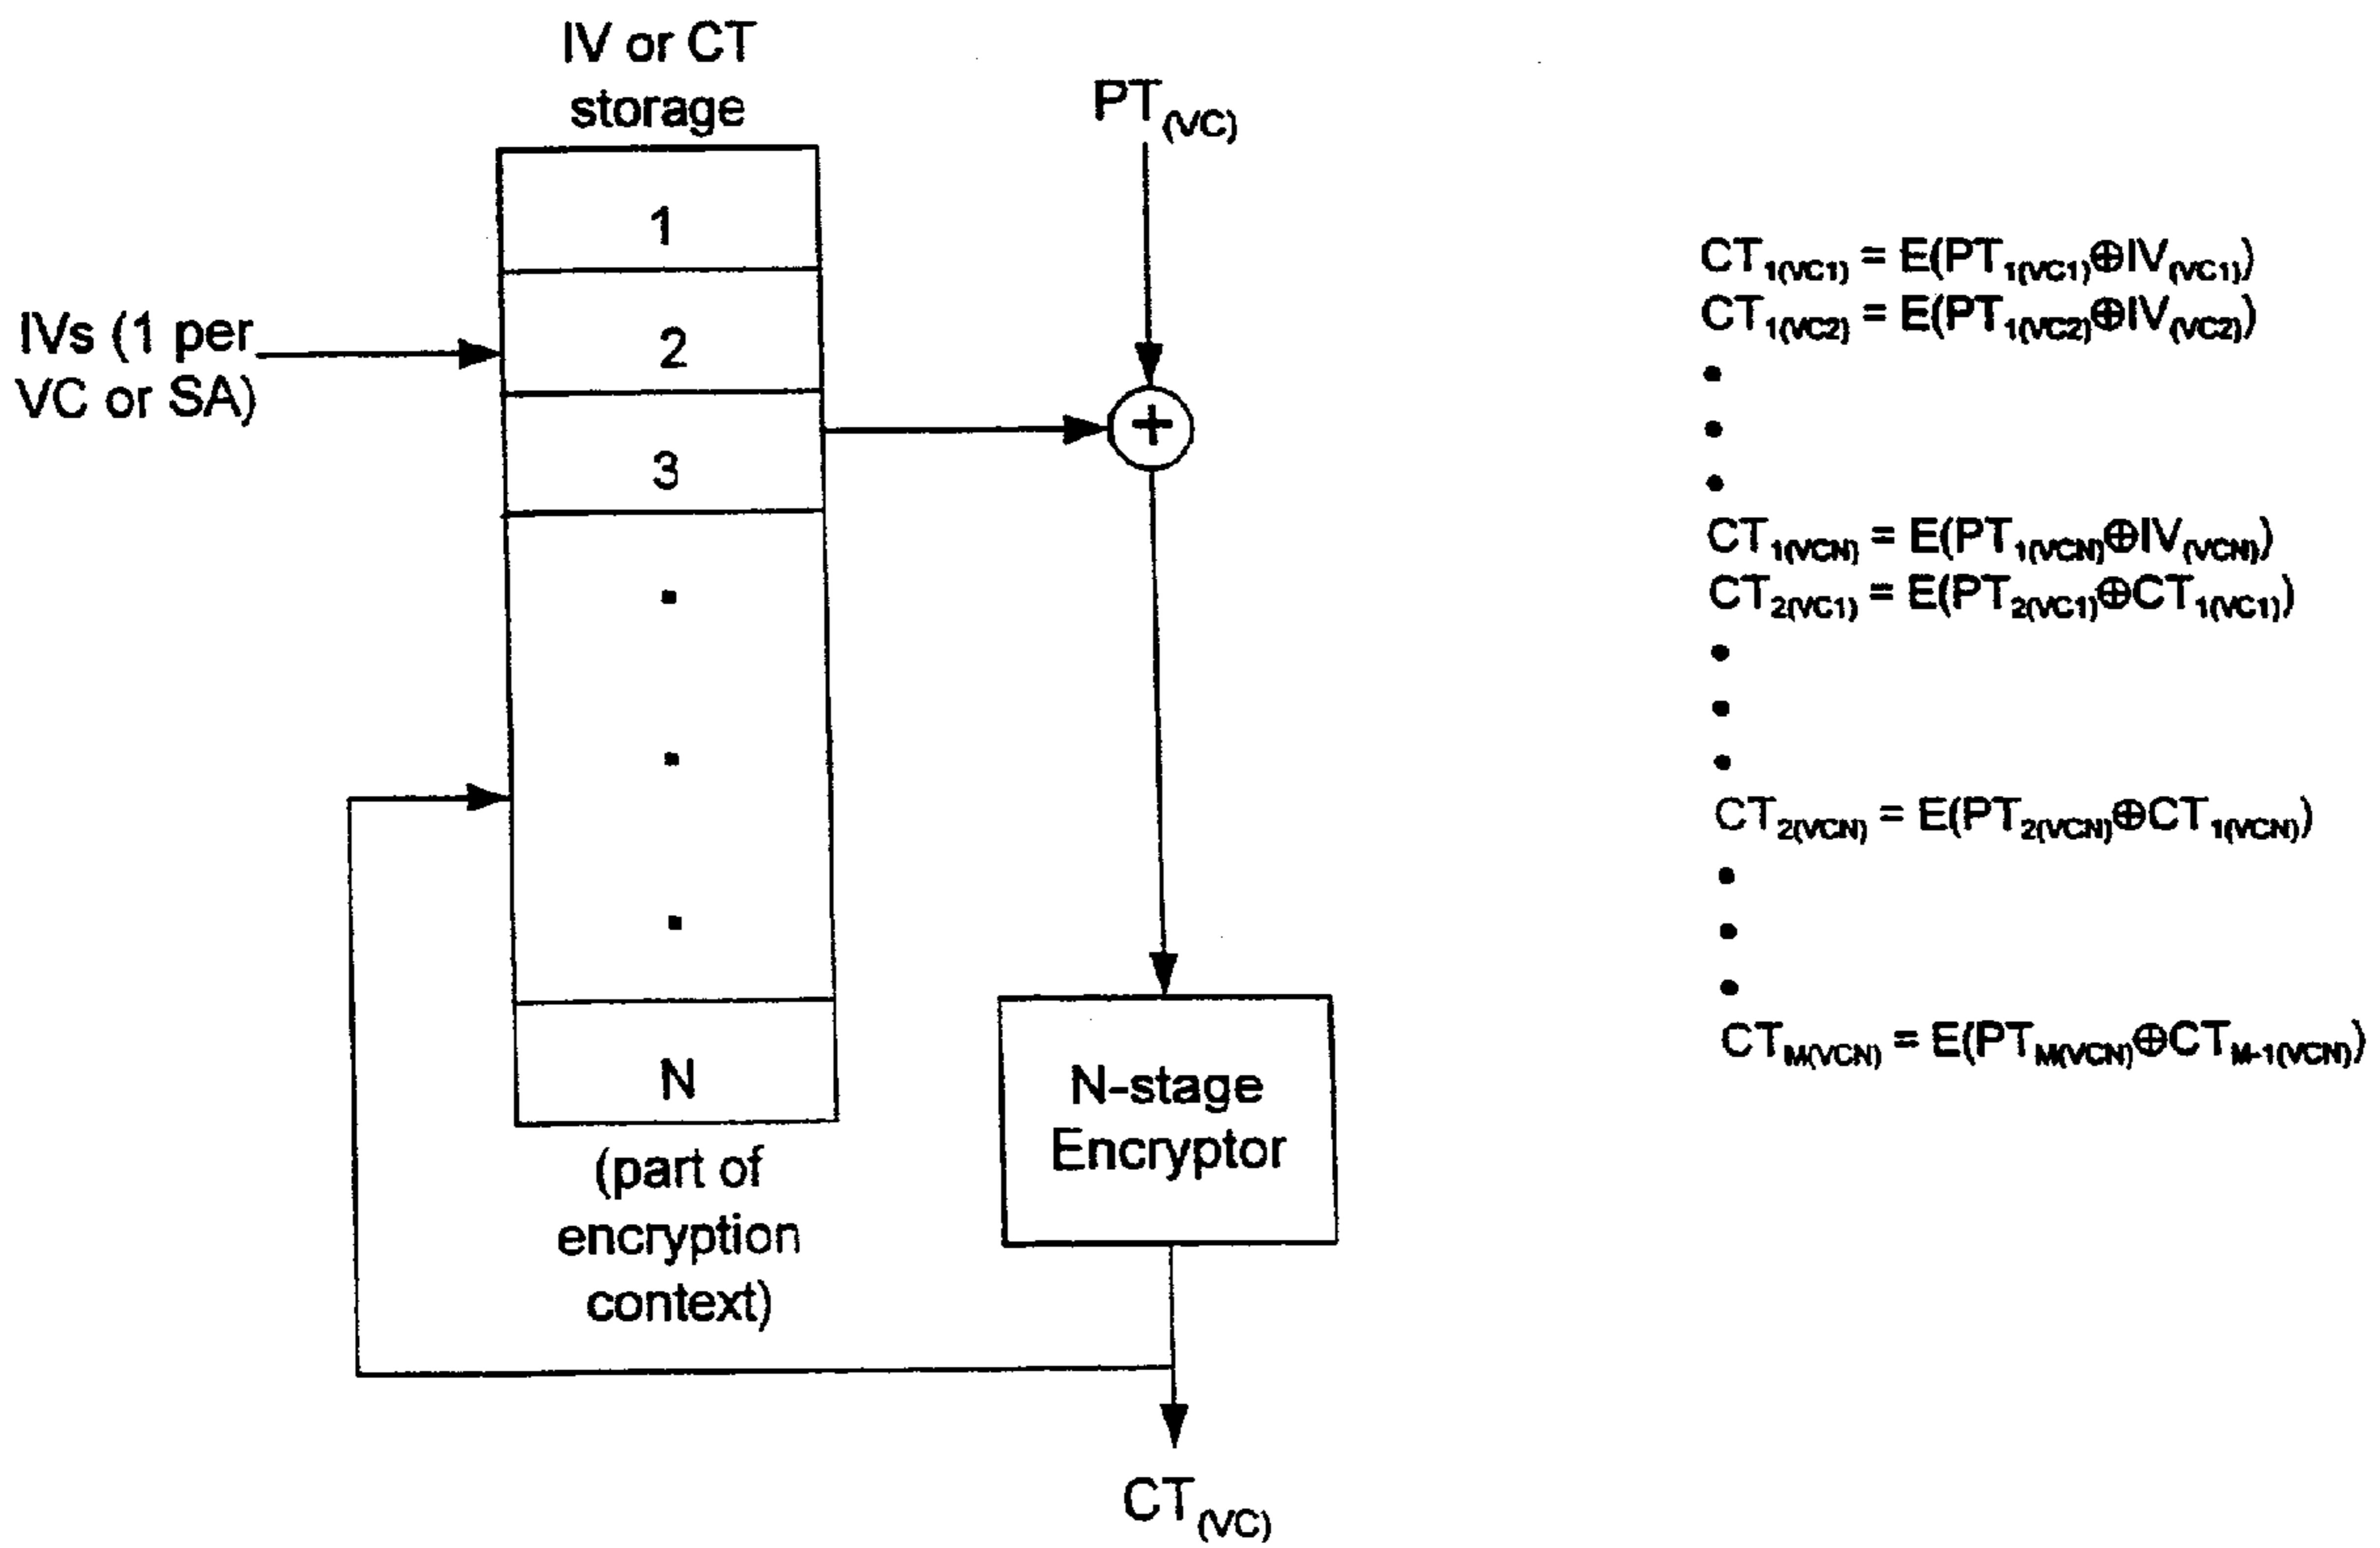 IV or CT
storage
1
2
3
N
(part of
encryption
context)
IVs (1 per
VC or SA)
PT(VC)
+
N-stage
Encryptor
CT(VC)
CT1(VC1) = E(PT1(VC1)⊕IV(VC1))
CT1(VC2) = E(PT1(VC2)⊕IV(VC2))
CT1(VCN) = E(PT1(VCN)⊕IV(VCN))
CT2(VC1) = E(PT2(VC1)⊕CT1(VC1))
CT2(VCN) = E(PT2(VCN)⊕CT1(VCN))
CTM(VCN) = E(PTM(VCN)⊕CTM-1(VCN))